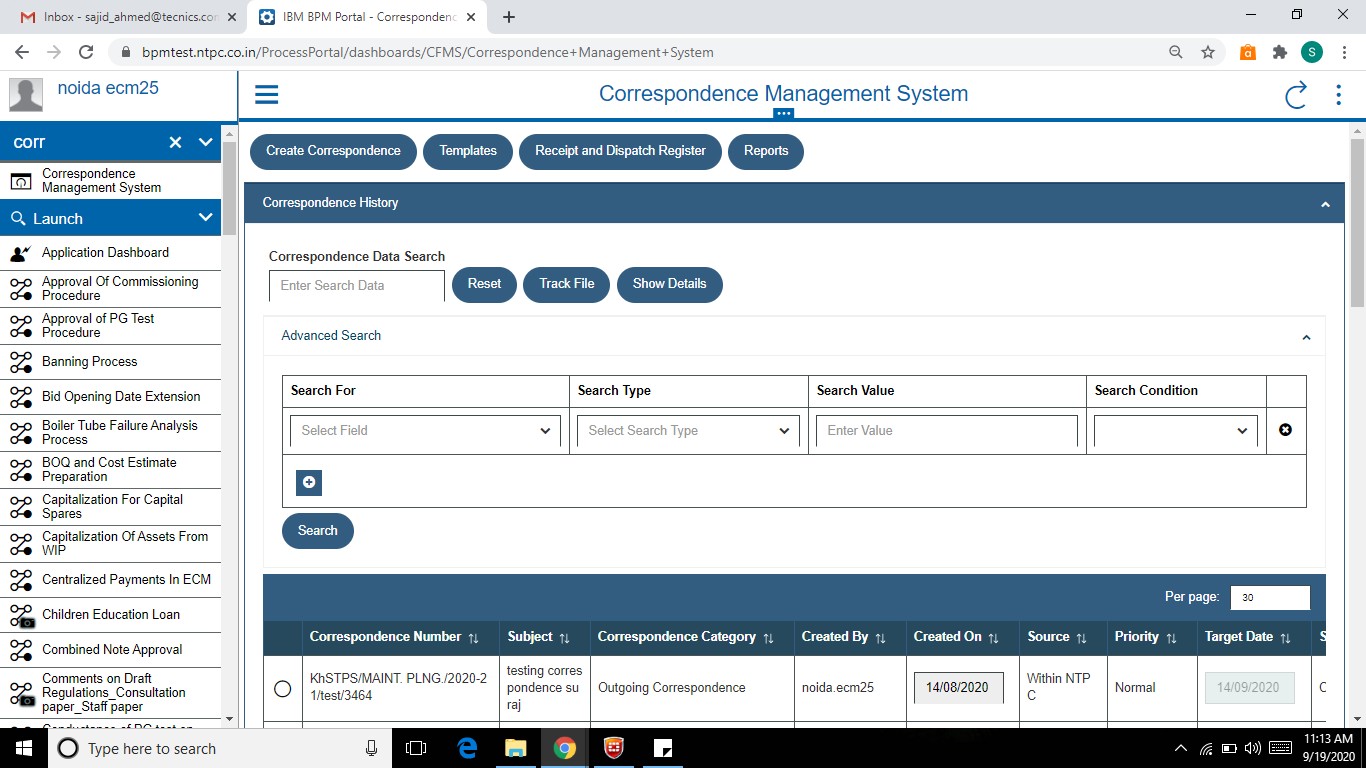 Inbox - sajid_ahmed@tecnics.con
IBM BPM Portal - Correspondenc
bpmtest.ntpc.co.in/ProcessPortal/dashboards/CFMS/Correspondence+Management+System
S
noida ecm25
Correspondence Management System
corr
Correspondence
Management System
Launch
Application Dashboard
Approval Of Commissioning
Procedure
Approval of PG Test
Procedure
Banning Process
Bid Opening Date Extension
Boiler Tube Failure Analysis
Process
BOQ and Cost Estimate
Preparation
Capitalization For Capital
Spares
Capitalization Of Assets From
WIP
Centralized Payments In ECM
Children Education Loan
Combined Note Approval
Comments on Draft
Regulations_Consultation
paper_Staff paper
Create Correspondence
Templates
Receipt and Dispatch Register
Reports
Correspondence History
Correspondence Data Search
Enter Search Data
Reset
Track File
Show Details
Advanced Search
Search For
Search Type
Search Value
Search Condition
Select Field
Select Search Type
Enter Value
Search
Per page: 30
Correspondence Number
Subject
Correspondence Category
Created By
Created On
Source
Priority
Target Date
S
KhSTPS/MAINT. PLNG./2020-2
1/test/3464
testing corres
pondence su
raj
Outgoing Correspondence
noida.ecm25
14/08/2020
Within NTP
C
Normal
14/09/2020
Type here to search
11:13 AM
9/19/2020